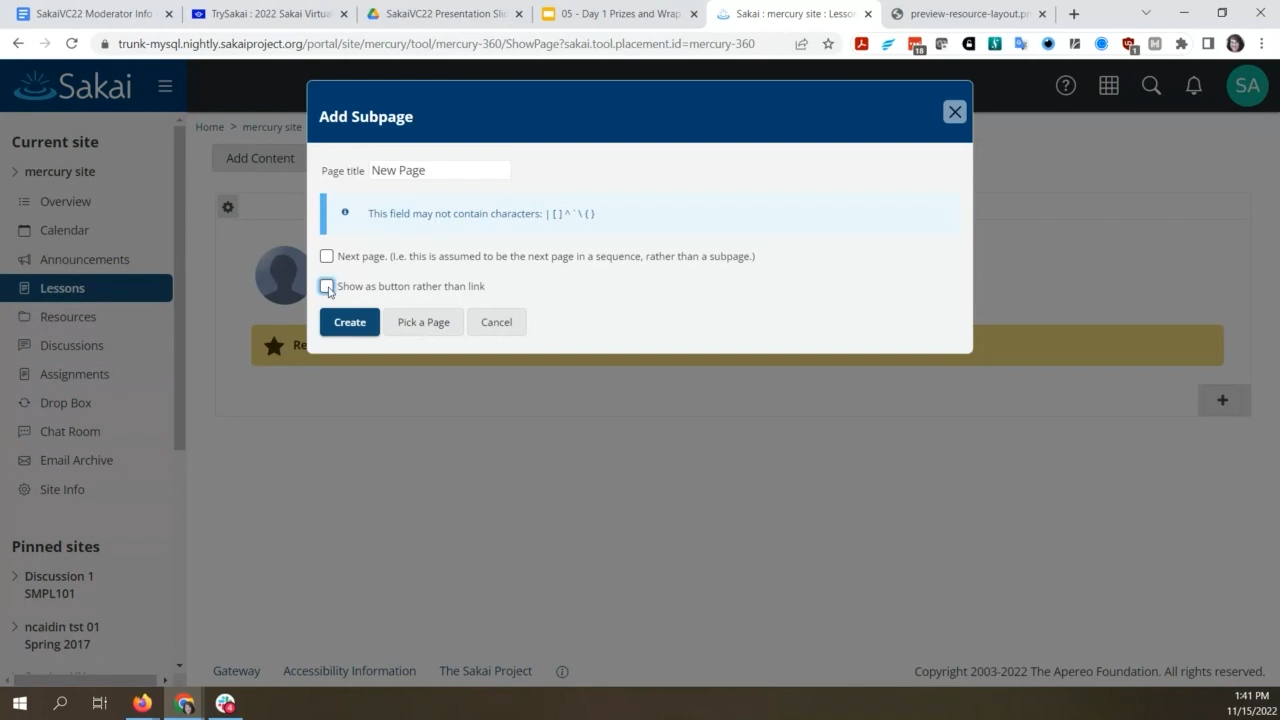 SakaiVC22 Moderator Info
TrySakai : 2022 Sakai Virtua
SakaiVC22 Presentation Slid
05 - Day 1 Prizes and Wrap
Sakai : mercury site : Lesson
preview-resource-layout.pn
trunk-mysql.nightly.sakaiproject.org/portal/site/mercury/tool/mercury-360/ShowPage?sakai.tool.placement.id=mercury-360
18
1
Sakai
SA
Current site
mercury site
Overview
Calendar
Announcements
Lessons
Resources
Discussions
Assignments
Drop Box
Chat Room
Email Archive
Site Info
Pinned sites
Discussion 1
SMPL101
ncaidin tst 01
Spring 2017
Home > mercury site
Add Content
Add Subpage
Page title New Page
This field may not contain characters: | [ ] ^ ` \ { }
Next page. (I.e. this is assumed to be the next page in a sequence, rather than a subpage.)
Show as button rather than link
Create Pick a Page Cancel
Re
Gateway Accessibility Information The Sakai Project
Copyright 2003-2022 The Apereo Foundation. All rights reserved.
4
1:41 PM
11/15/2022